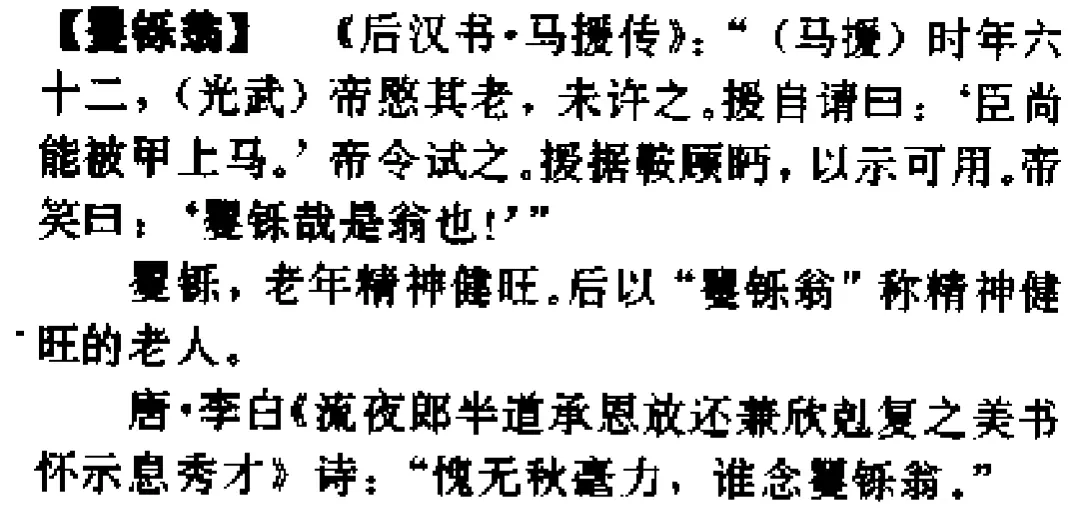 【矍铄翁】 《后汉书·马援传》：“（马援）时年六
十二，（光武）帝愍其老，未许之。援自请曰：‘臣尚
能被甲上马。’帝令试之。援据鞍顾眄，以示可用。帝
笑曰：‘矍铄哉是翁也！’”
矍铄，老年精神健旺。后以“矍铄翁”称精神健
旺的老人。
唐·李白《流夜郎半道承恩放还兼欣剋复之美书
怀示息秀才》诗：“愧无秋毫力，谁念矍铄翁。”